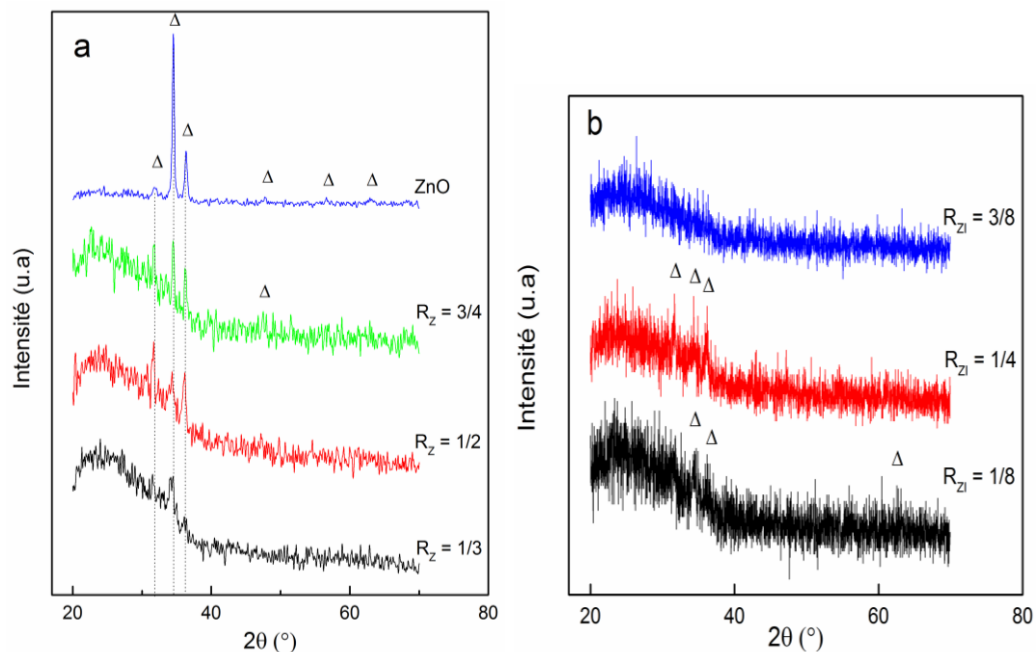 a
Δ
Δ
Δ
Δ
Δ
Δ
ZnO
Δ
R_Z = 3/4
R_Z = 1/2
R_Z = 1/3
Intensité (u.a)
20 40 60 80
2θ (°)
b
R_ZI = 3/8
Δ Δ Δ
R_ZI = 1/4
Δ Δ Δ
R_ZI = 1/8
Intensité (u.a)
20 40 60 80
2θ (°)